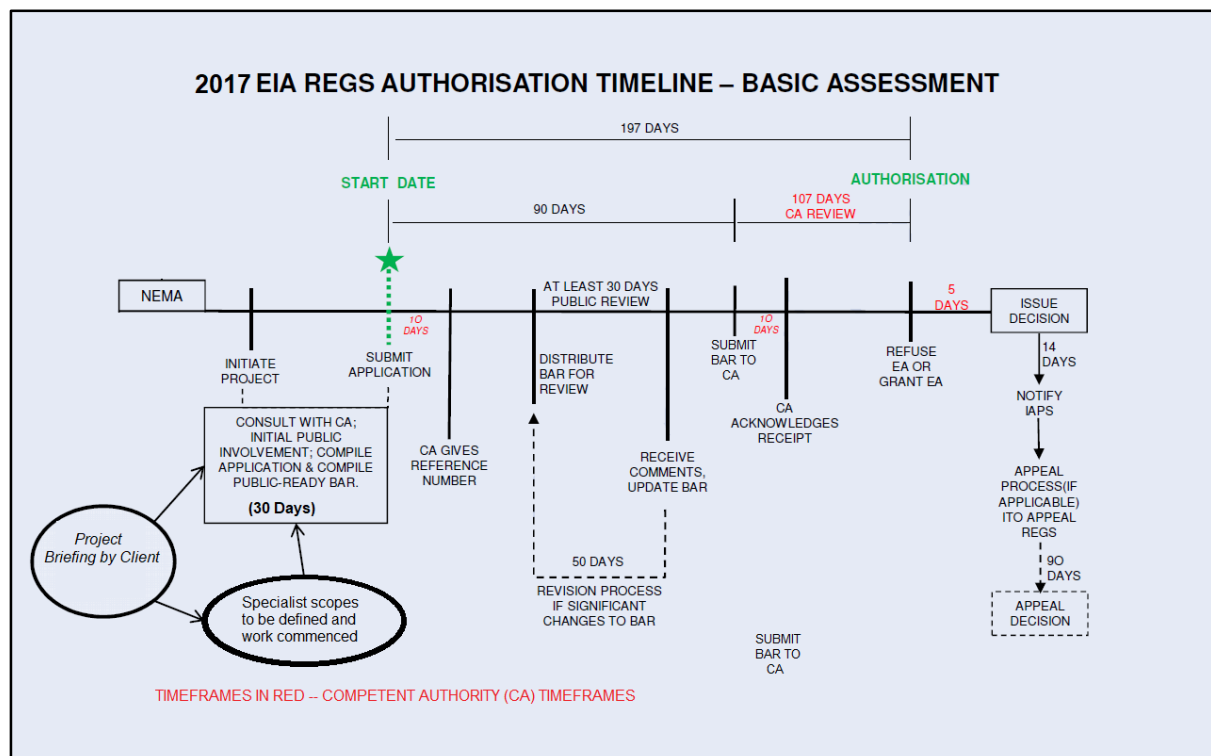 2017 EIA REGS AUTHORISATION TIMELINE – BASIC ASSESSMENT
197 DAYS
START DATE
AUTHORISATION
90 DAYS
107 DAYS
CA REVIEW
NEMA
AT LEAST 30 DAYS
PUBLIC REVIEW
5
DAYS
ISSUE
DECISION
1O
DAYS
1O
DAYS
INITIATE
PROJECT
SUBMIT
APPLICATION
DISTRIBUTE
BAR FOR
REVIEW
SUBMIT
BAR TO
CA
REFUSE
EA OR
GRANT EA
14
DAYS
NOTIFY
IAPS
CONSULT WITH CA;
INITIAL PUBLIC
INVOLVEMENT; COMPILE
APPLICATION & COMPILE
PUBLIC-READY BAR.
(30 Days)
CA GIVES
REFERENCE
NUMBER
RECEIVE
COMMENTS,
UPDATE BAR
CA
ACKNOWLEDGES
RECEIPT
APPEAL
PROCESS(IF
APPLICABLE)
ITO APPEAL
REGS
Project
Briefing by Client
50 DAYS
REVISION PROCESS
IF SIGNIFICANT
CHANGES TO BAR
9O
DAYS
APPEAL
DECISION
Specialist scopes
to be defined and
work commenced
SUBMIT
BAR TO
CA
TIMEFRAMES IN RED -- COMPETENT AUTHORITY (CA) TIMEFRAMES